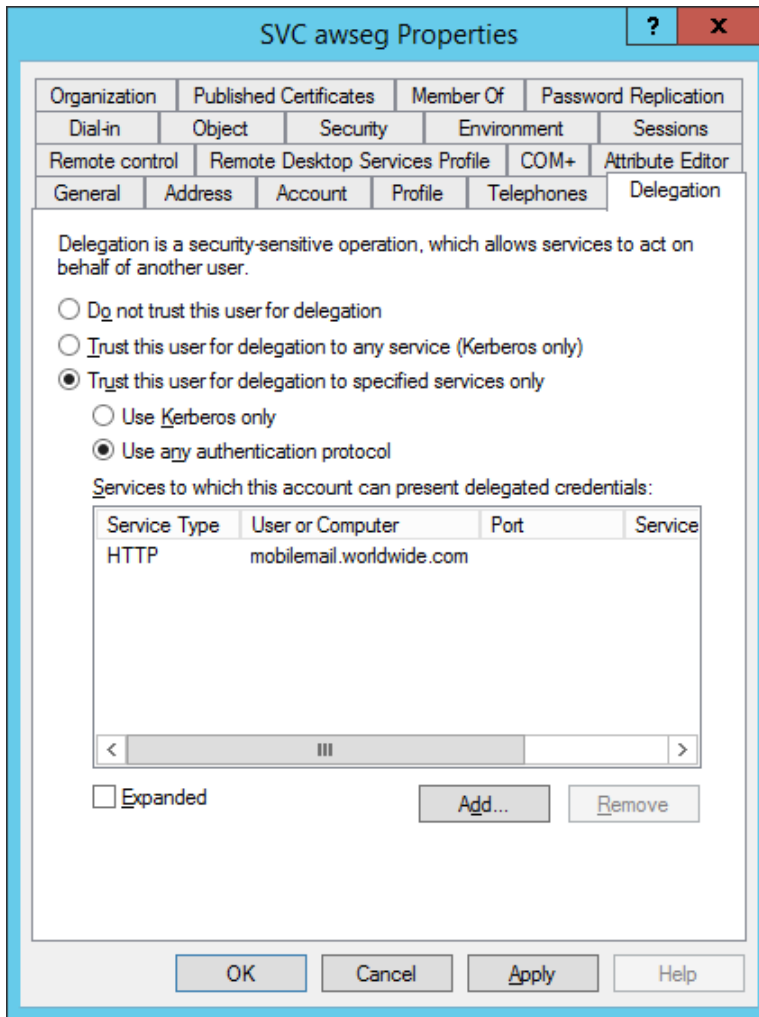 SVC awseg Properties
? x
Organization Published Certificates Member Of Password Replication
Dial-in Object Security Environment Sessions
Remote control Remote Desktop Services Profile COM+ Attribute Editor
General Address Account Profile Telephones Delegation
Delegation is a security-sensitive operation, which allows services to act on
behalf of another user.
Do not trust this user for delegation
Trust this user for delegation to any service (Kerberos only)
Trust this user for delegation to specified services only
Use Kerberos only
Use any authentication protocol
Services to which this account can present delegated credentials:
Service Type User or Computer Port Service
HTTP mobilemail.worldwide.com
Expanded Add... Remove
OK Cancel Apply Help